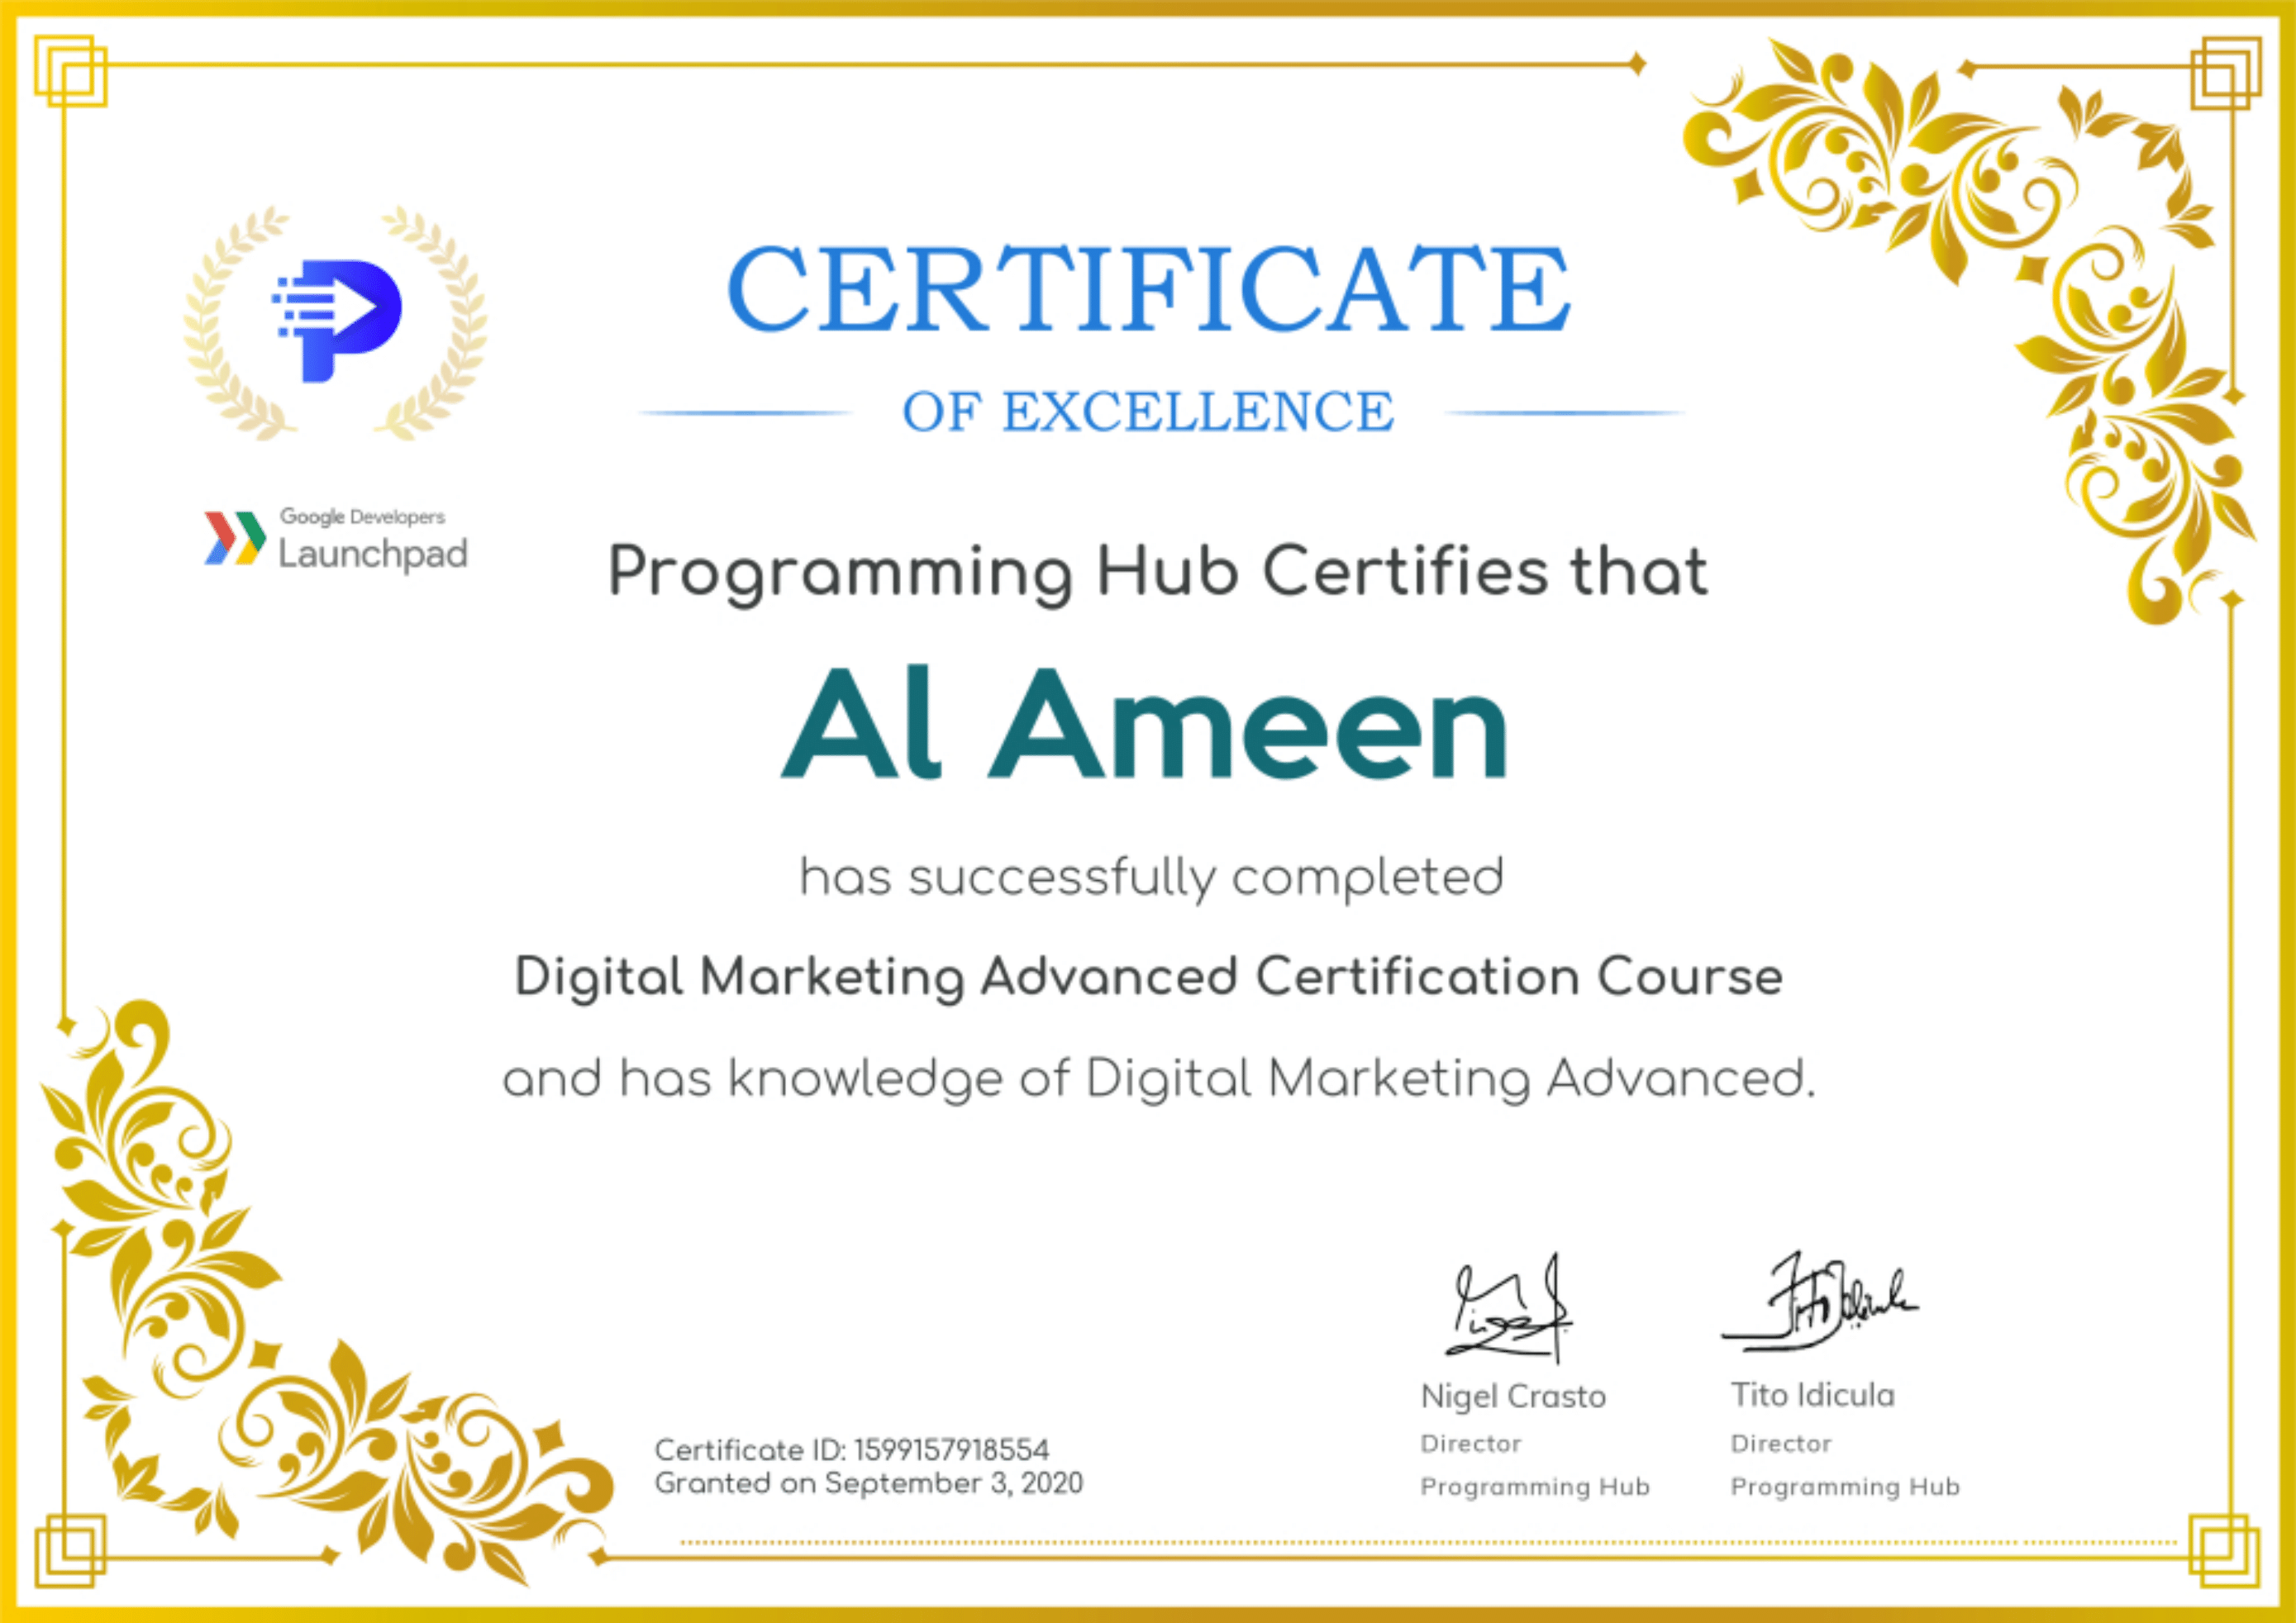 CERTIFICATE
OF EXCELLENCE
Google Developers
Launchpad
Programming Hub Certifies that
Al Ameen
has successfully completed
Digital Marketing Advanced Certification Course
and has knowledge of Digital Marketing Advanced.
Nigel Crasto
Director
Programming Hub
Tito Idicula
Director
Programming Hub
Certificate ID: 1599157918554
Granted on September 3, 2020